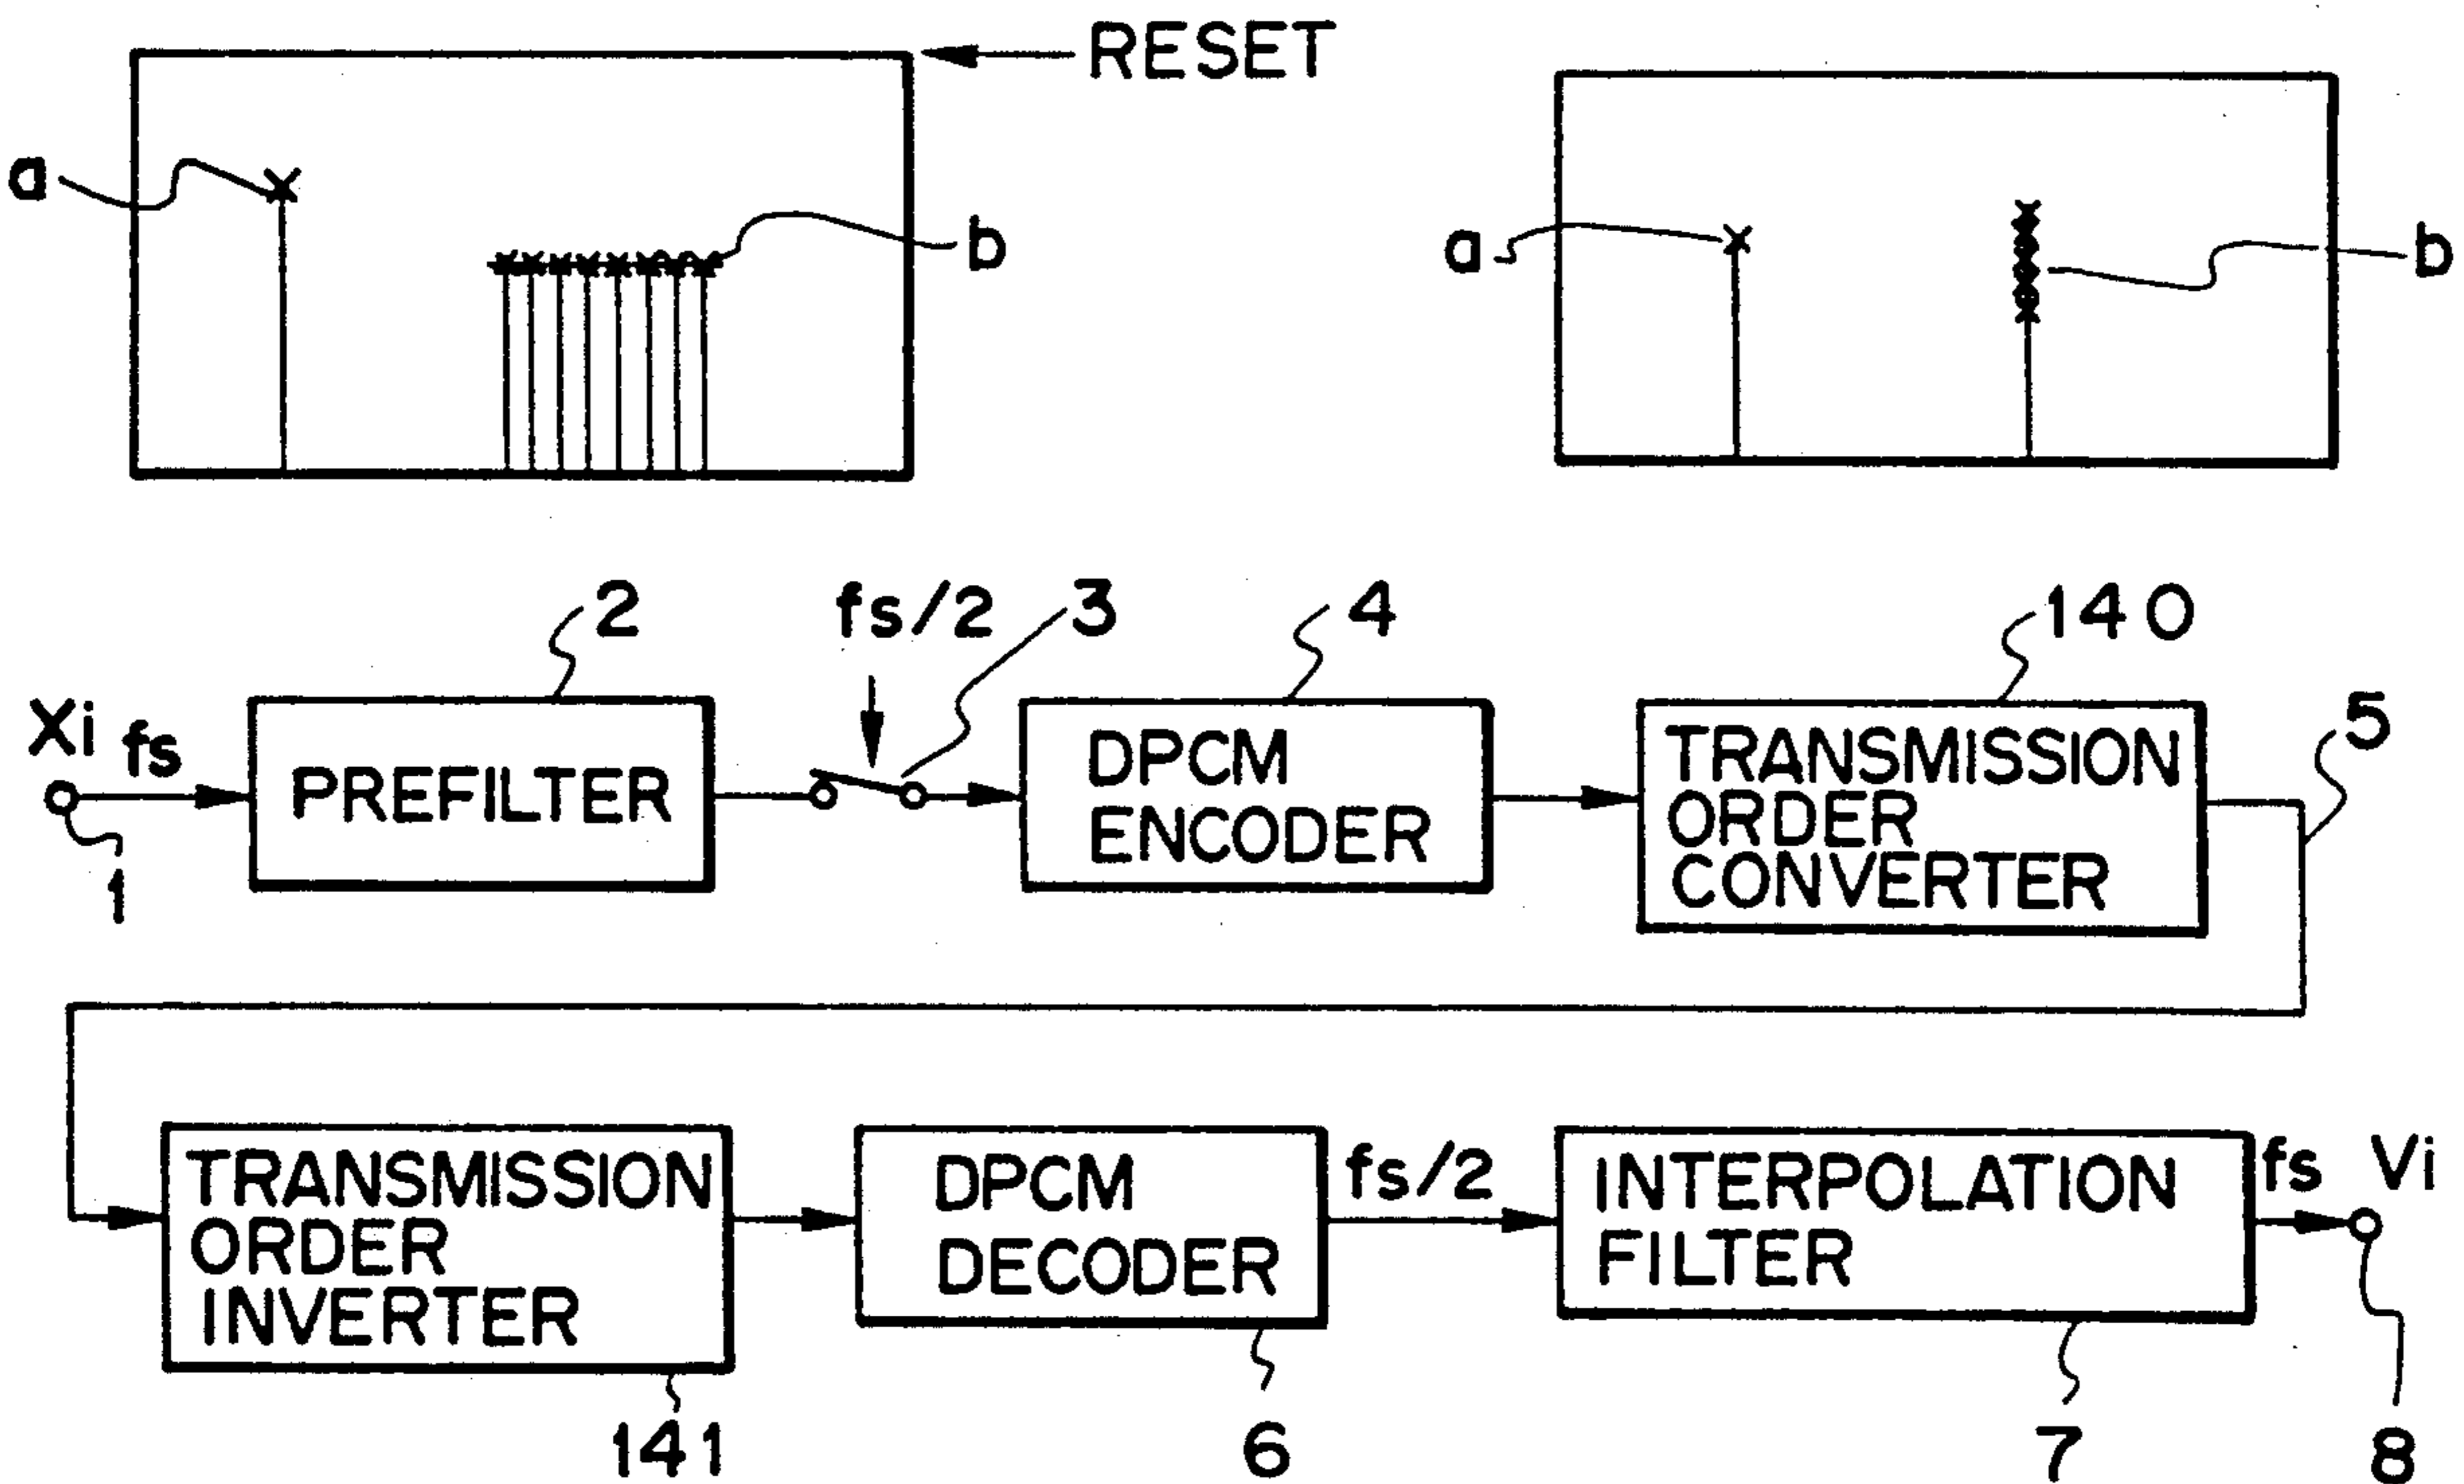 RESET
a
b
a
b
2
fs/2
3
4
140
5
Xi fs
PREFILTER
DPCM
ENCODER
TRANSMISSION
ORDER
CONVERTER
1
TRANSMISSION
ORDER
INVERTER
DPCM
DECODER
fs/2
INTERPOLATION
FILTER
fs Vi
141
6
7
8